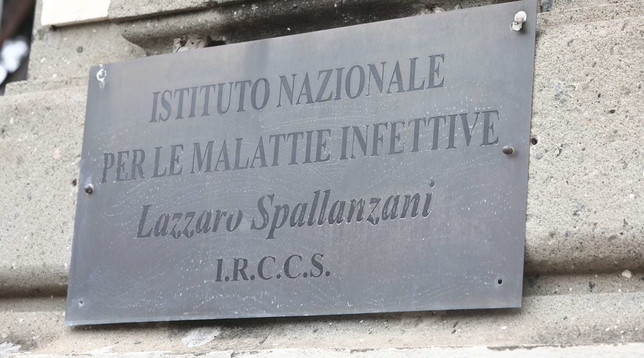 ISTITUTO NAZIONALE
PER LE MALATTIE INFETTIVE
Lazzaro Spallanzani
I.R.C.C.S.